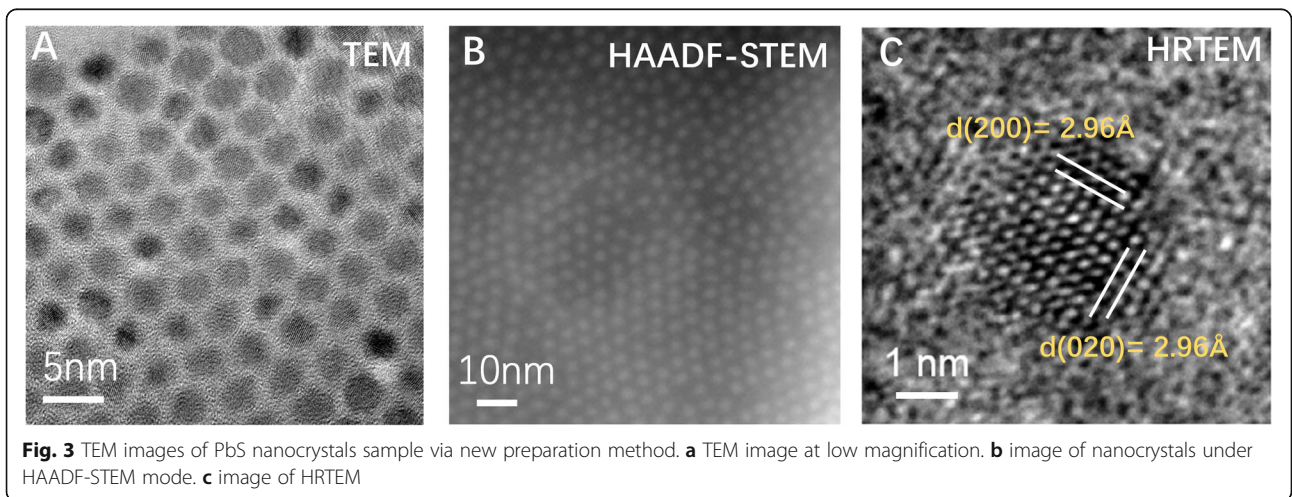 A
TEM
5nm
B
HAADF-STEM
10nm
C
HRTEM
d(200)= 2.96Å
d(020)= 2.96Å
1 nm
Fig. 3 TEM images of PbS nanocrystals sample via new preparation method. a TEM image at low magnification. b image of nanocrystals under
HAADF-STEM mode. c image of HRTEM